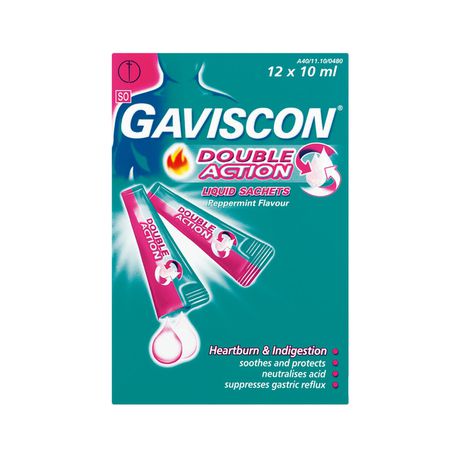 A40/11.10/0480
12 x 10 ml
S0
GAVISCON®
DOUBLE
ACTION
LIQUID SACHETS
Peppermint Flavour
DOUBLE
ACTION
DOUBLE
ACTION
Heartburn & Indigestion
soothes and protects
neutralises acid
suppresses gastric reflux